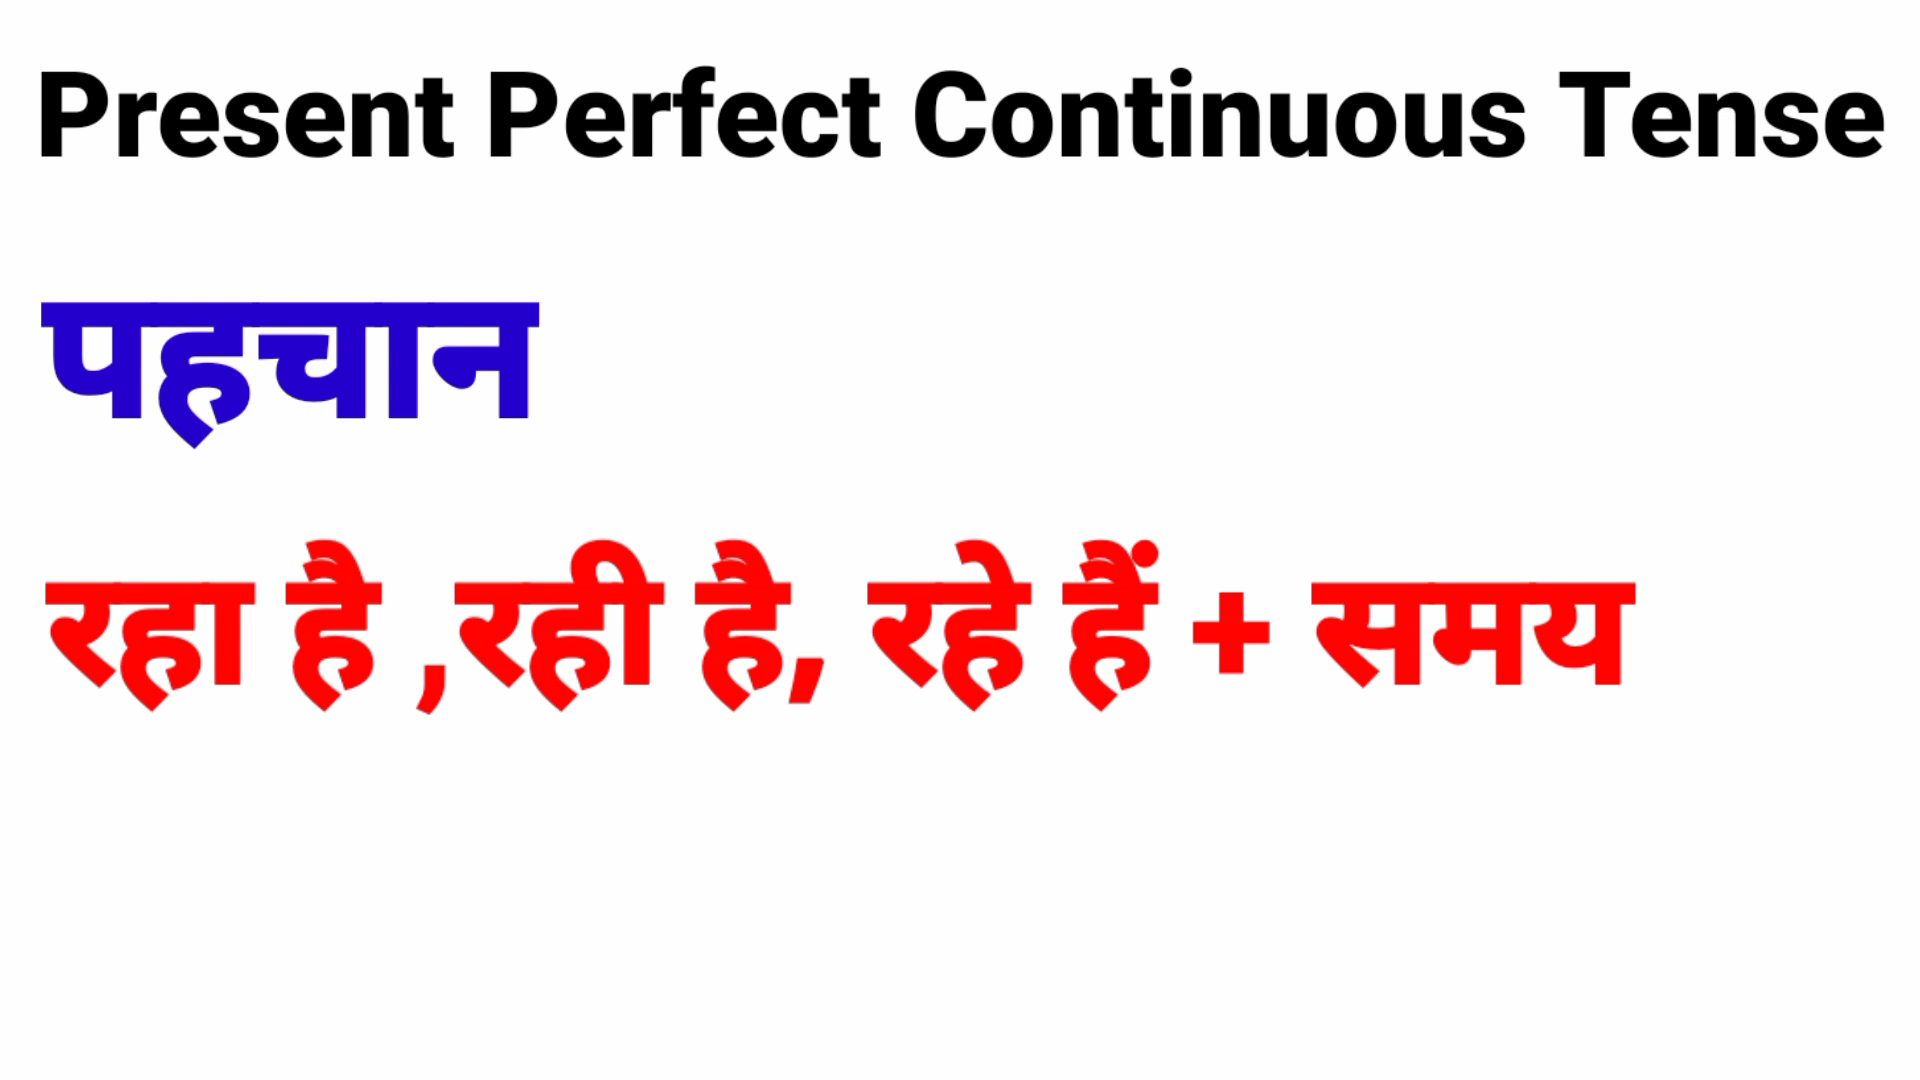 Present Perfect Continuous Tense
पहचान
रहा है ,रही है, रहे हैं + समय